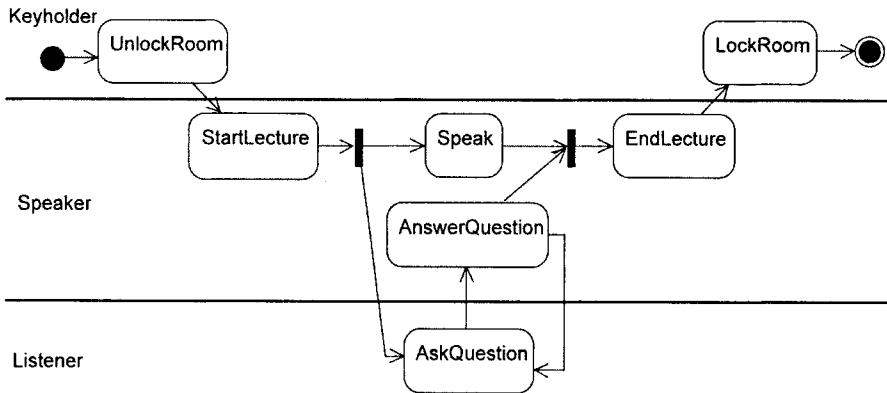 Keyholder
UnlockRoom
LockRoom
StartLecture
Speak
EndLecture
Speaker
AnswerQuestion
Listener
AskQuestion